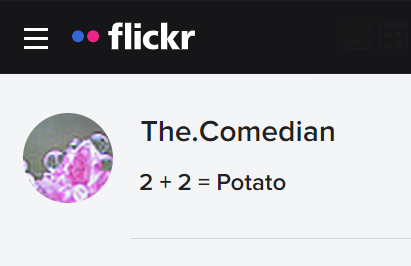 flickr
The.Comedian
2 + 2 = Potato